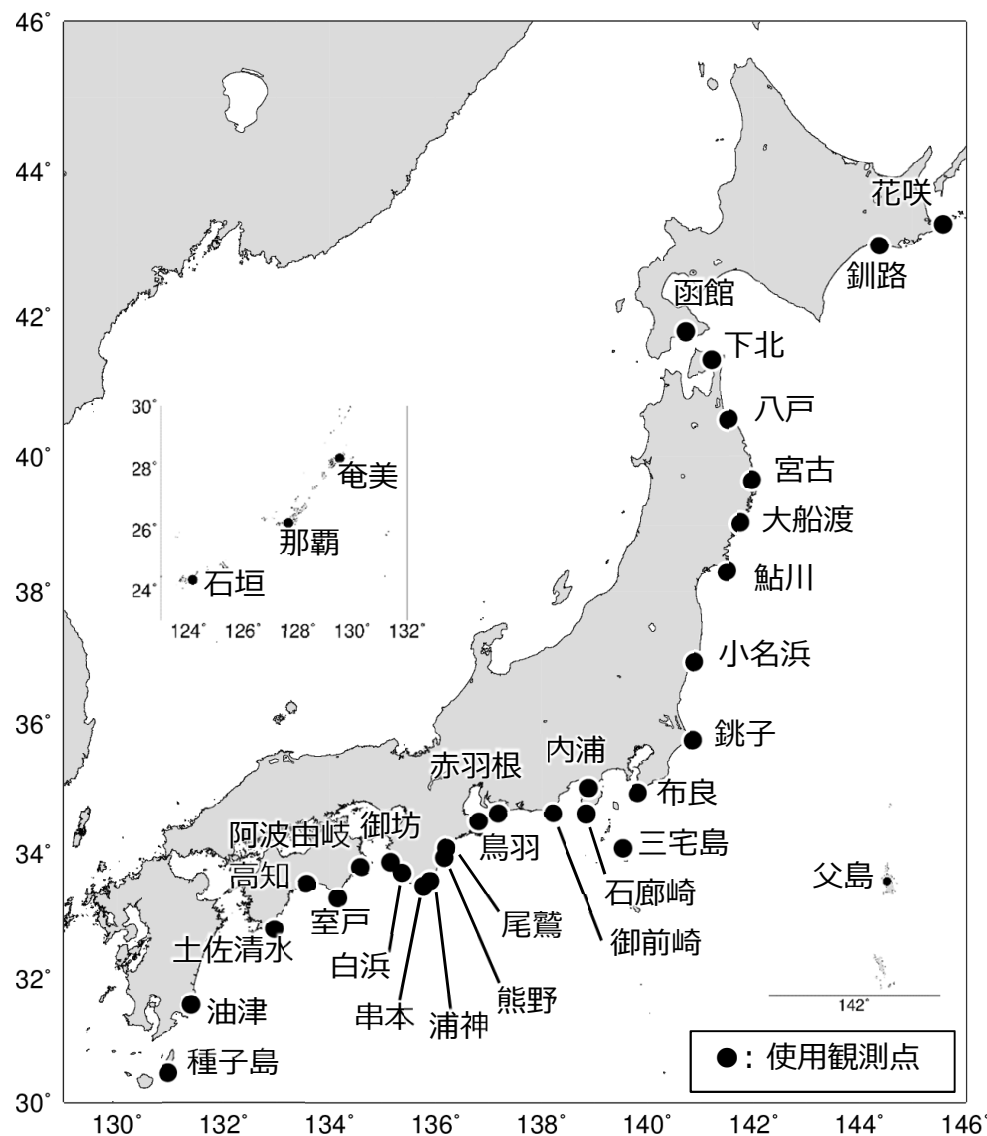 46°
44°
花咲
釧路
函館
42°
下北
八戸
30°
40°
宮古
28°
奄美
大船渡
26°
那覇
鮎川
38°
24°
石垣
124°
126°
128°
130°
132°
小名浜
36°
銚子
内浦
赤羽根
布良
御坊
阿波由岐
34°
鳥羽
三宅島
高知
父島
石廊崎
室戸
尾鷲
御前崎
土佐清水
白浜
32°
熊野
142°
油津
串本
浦神
●：使用観測点
種子島
30°
130
132
134
136
138
140
142
144
146